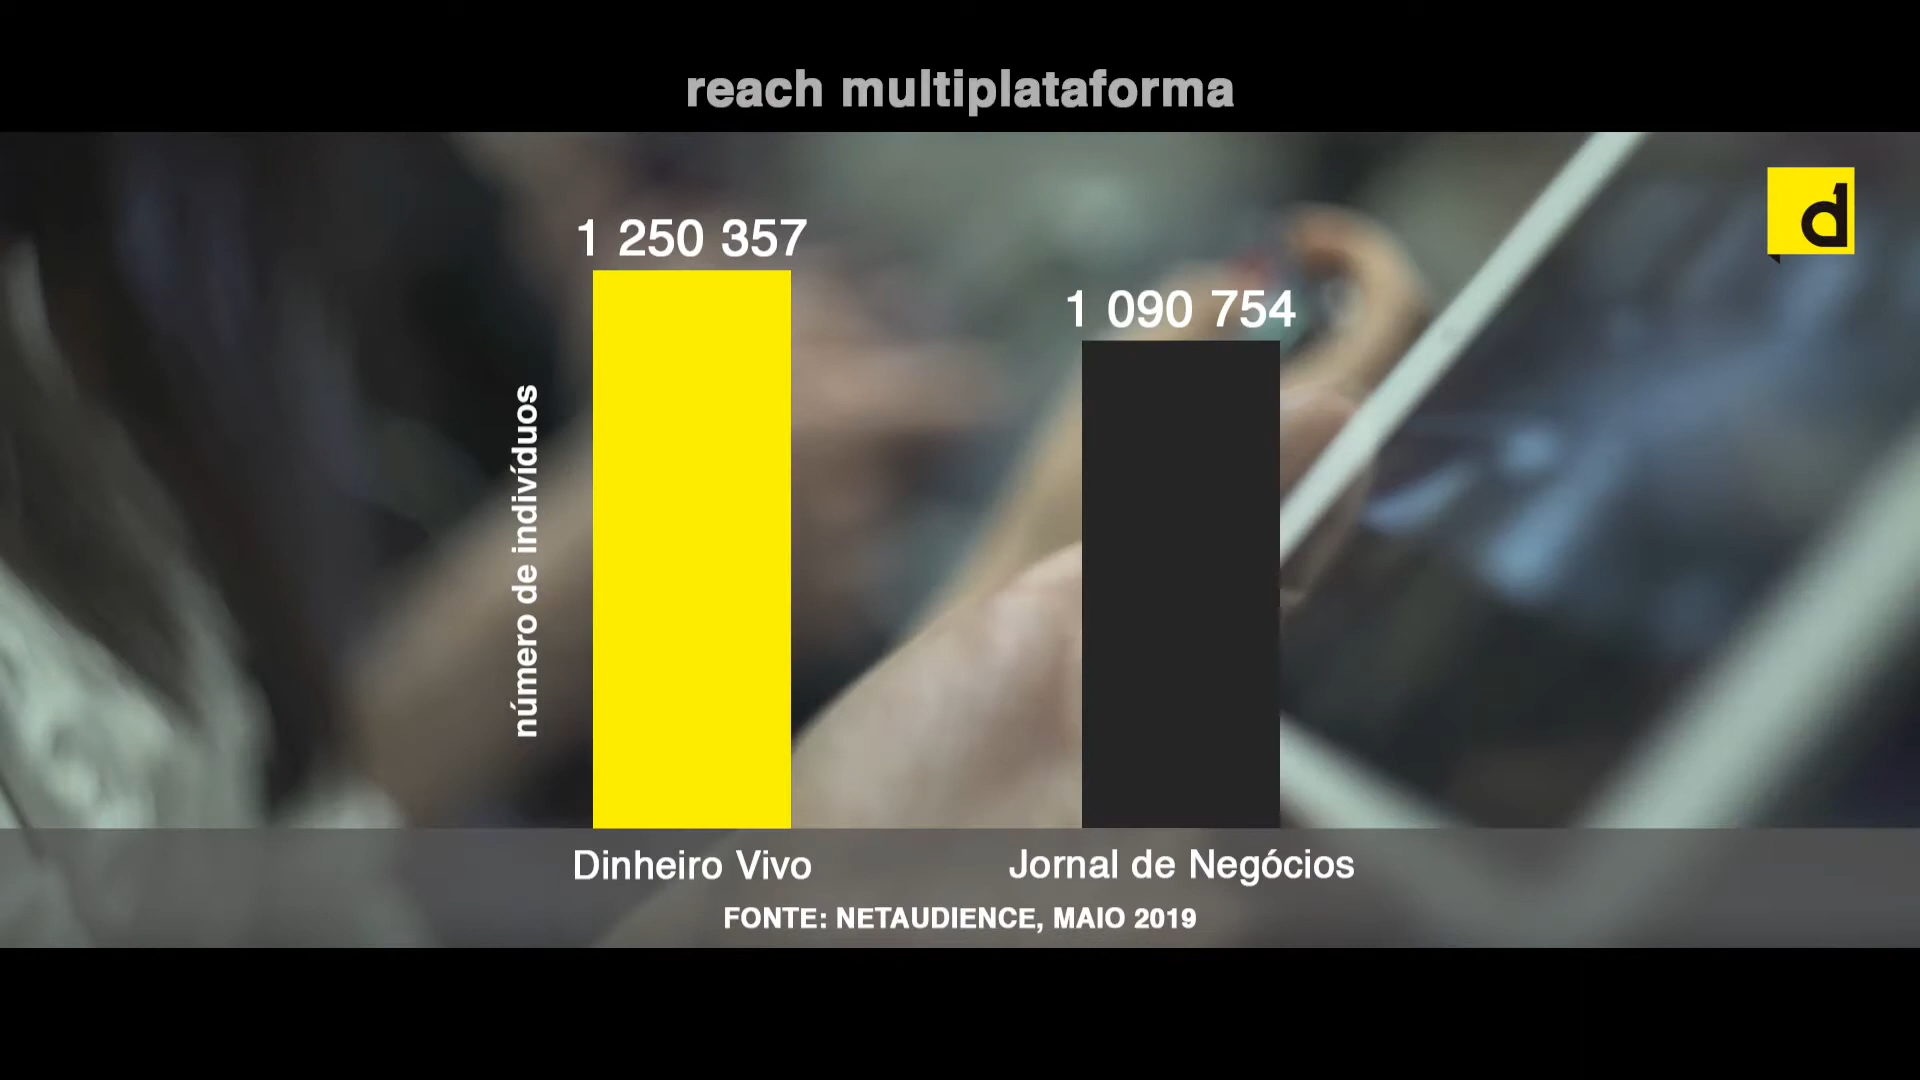 reach multiplataforma
d
1 250 357
1 090 754
número de indivíduos
Dinheiro Vivo
Jornal de Negócios
FONTE: NETAUDIENCE, MAIO 2019